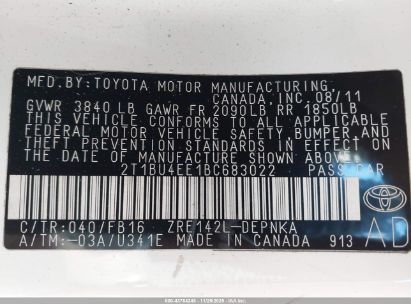 MFD.BY:TOYOTA MOTOR MANUFACTURING,
CANADA,INC.08/11
GVWR 3840LB GAWR FR 2090LB RR 1850LB
THIS VEHICLE CONFORMS TO ALL APPLICABLE
FEDERAL MOTOR VEHICLE SAFETY, BUMPER,AND
THEFT PREVENTION STANDARDS IN EFFECT ON
THE DATE OF MANUFACTURE SHOWN ABOVE.
2T1BU4EE1BC683022 PASS CAR
C/TR:040/FB16 ZRE142L-DEPNKA
A/TM:-03A/U341E MADE IN CANADA 913
AD
TOYOTA